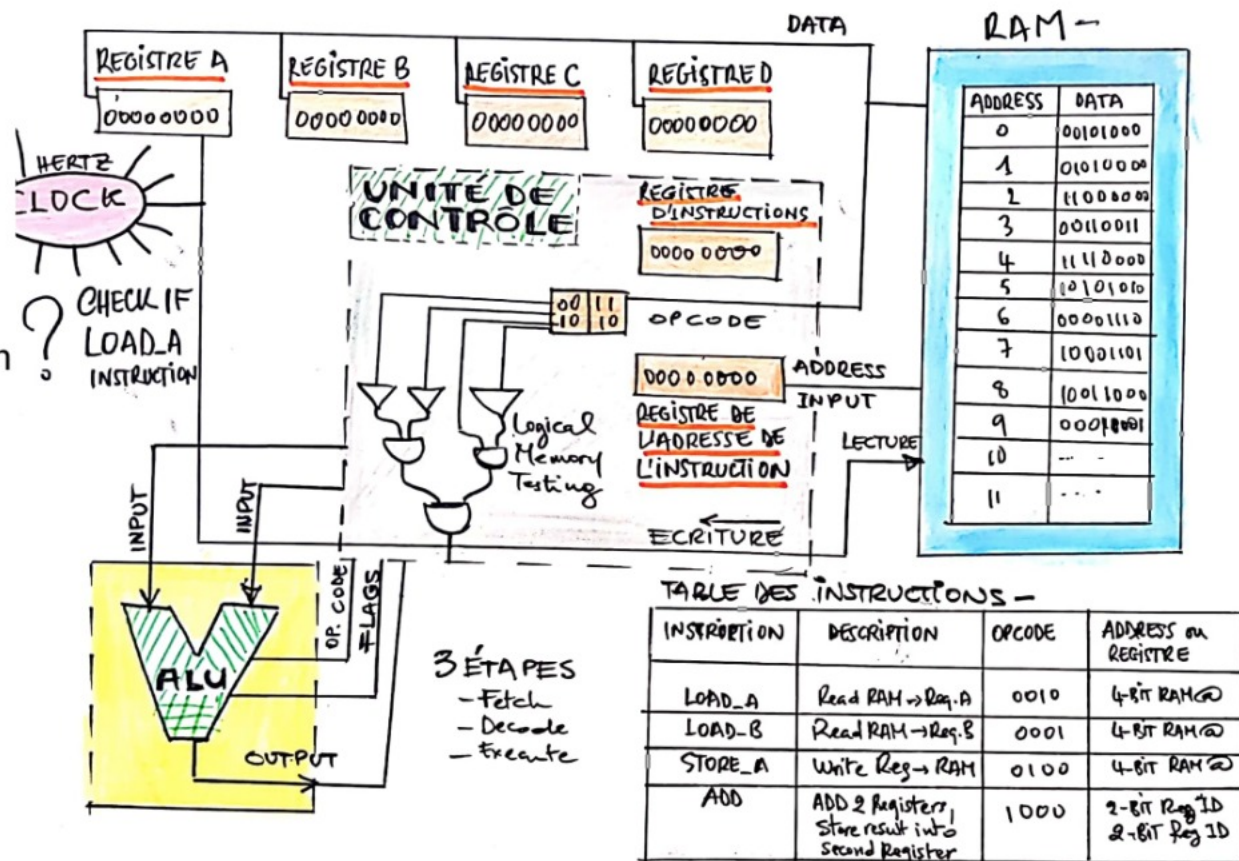 DATA
RAM -
REGISTRE A
00000000
REGISTRE B
00000000
REGISTRE C
00000000
REGISTRE D
00000000
HERTZ
CLOCK
? CHECK IF
LOAD_A
INSTRUCTION
UNITÉ DE
CONTRÔLE
REGISTRE
D'INSTRUCTIONS
0000 0000
00 11
10 10
OPCODE
0000 0000
ADDRESS
INPUT
REGISTRE DE
L'ADRESSE DE
L'INSTRUCTION
Logical
Memory
Testing
LECTURE
ECRITURE
ADDRESS DATA
0 00101000
1 01010000
2 11000000
3 00110011
4 11110000
5 10101010
6 00001110
7 10001101
8 10011000
9
10 ....
11 ....
INPUT
INPUT
OP. CODE
FLAGS
ALU
OUTPUT
3 ÉTAPES
- Fetch
- Decode
- Execute
TABLE DES INSTRUCTIONS -
INSTRUCTION DESCRIPTION OPCODE ADDRESS ou
REGISTRE
LOAD_A Read RAM → Reg. A 0010 4-BIT RAM@
LOAD_B Read RAM → Reg. B 0001 4-BIT RAM@
STORE_A Write Reg → RAM 0100 4-BIT RAM@
ADD ADD 2 Registers, 1000 2-BIT Reg ID
Store result into 2-BIT Reg ID
second Register